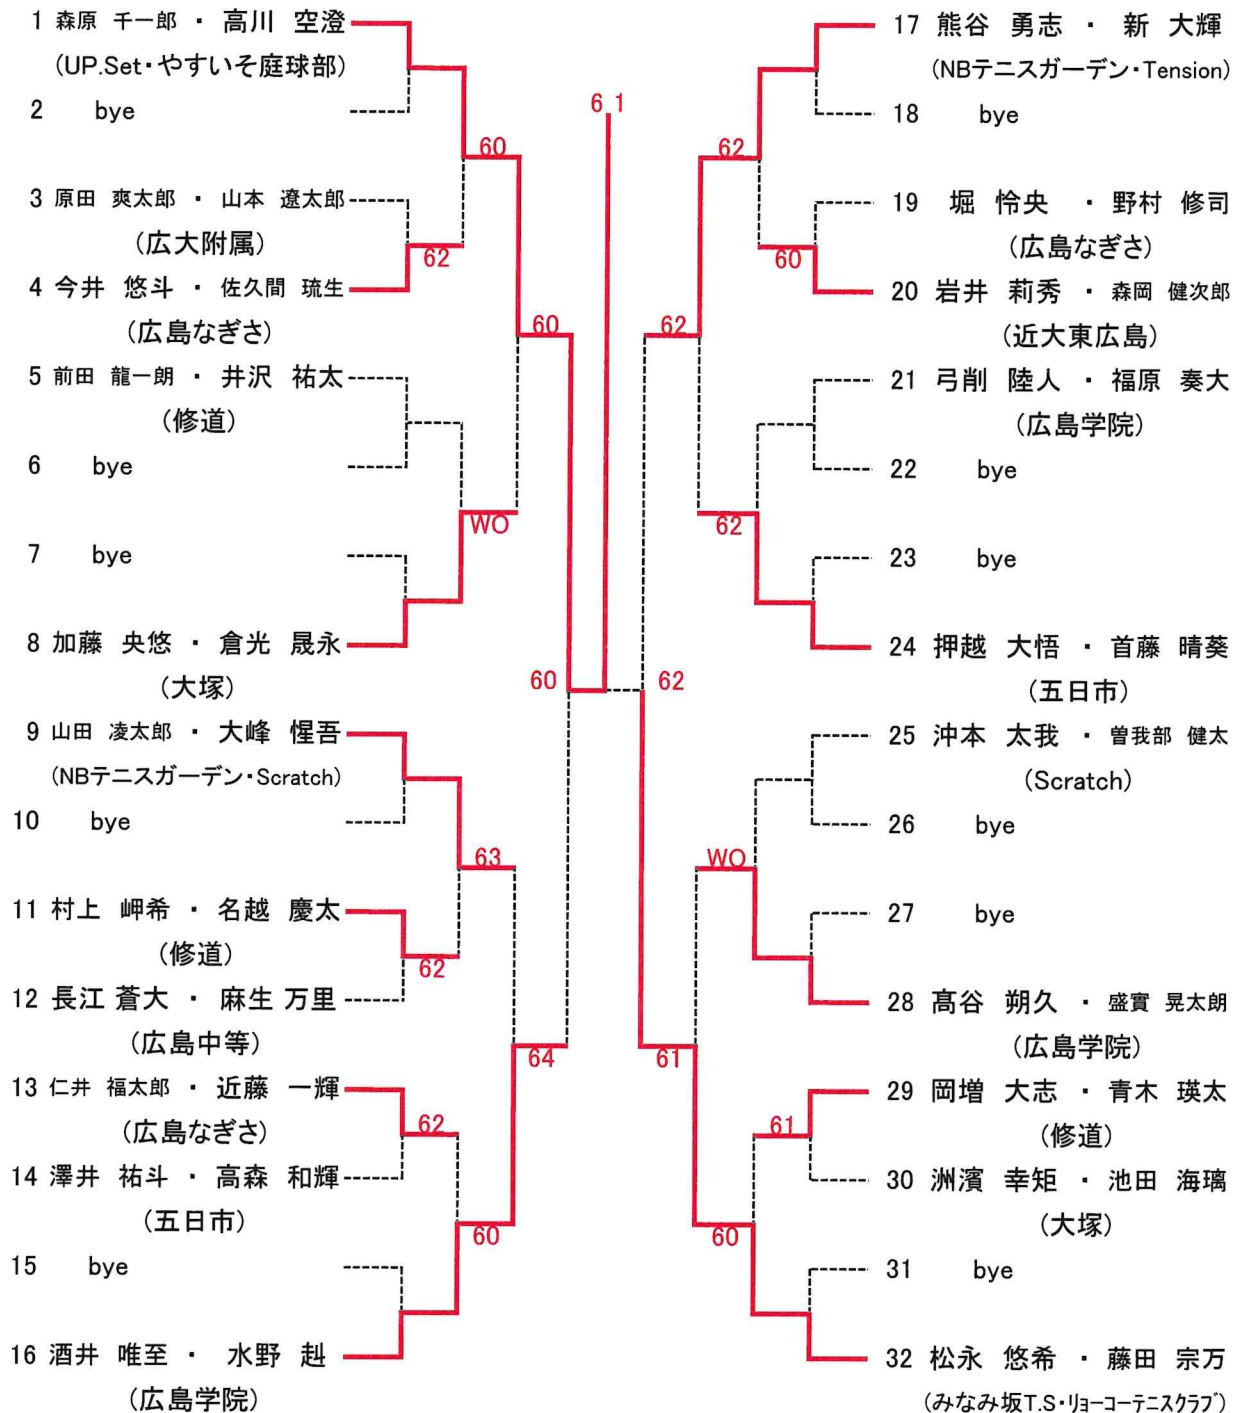 1 森原 千一郎 ・ 高川 空澄
(UP.Set・やすいそ庭球部)
2 bye
60
3 原田 爽太郎 ・ 山本 遼太郎
(広大附属)
62
4 今井 悠斗 ・ 佐久間 琉生
(広島なぎさ)
60
5 前田 龍一朗 ・ 井沢 祐太
(修道)
6 bye
WO
7 bye
8 加藤 央悠 ・ 倉光 晟永
(大塚)
60
9 山田 凌太郎 ・ 大峰 惺吾
(NBテニスガーデン・Scratch)
10 bye
63
11 村上 岬希 ・ 名越 慶太
(修道)
62
12 長江 蒼大 ・ 麻生 万里
(広島中等)
64
13 仁井 福太郎 ・ 近藤 一輝
(広島なぎさ)
62
14 澤井 祐斗 ・ 高森 和輝
(五日市)
60
15 bye
16 酒井 唯至 ・ 水野 赳
(広島学院)
6 1
17 熊谷 勇志 ・ 新 大輝
(NBテニスガーデン・Tension)
18 bye
62
19 堀 怜央 ・ 野村 修司
(広島なぎさ)
60
20 岩井 莉秀 ・ 森岡 健次郎
(近大東広島)
62
21 弓削 陸人 ・ 福原 奏大
(広島学院)
22 bye
62
23 bye
24 押越 大悟 ・ 首藤 晴葵
(五日市)
62
25 沖本 太我 ・ 曽我部 健太
(Scratch)
26 bye
WO
27 bye
28 髙谷 朔久 ・ 盛實 晃太朗
(広島学院)
61
29 岡増 大志 ・ 青木 瑛太
(修道)
61
30 洲濱 幸矩 ・ 池田 海璃
(大塚)
60
31 bye
32 松永 悠希 ・ 藤田 宗万
(みなみ坂T.S・リョーコーテニスクラブ)